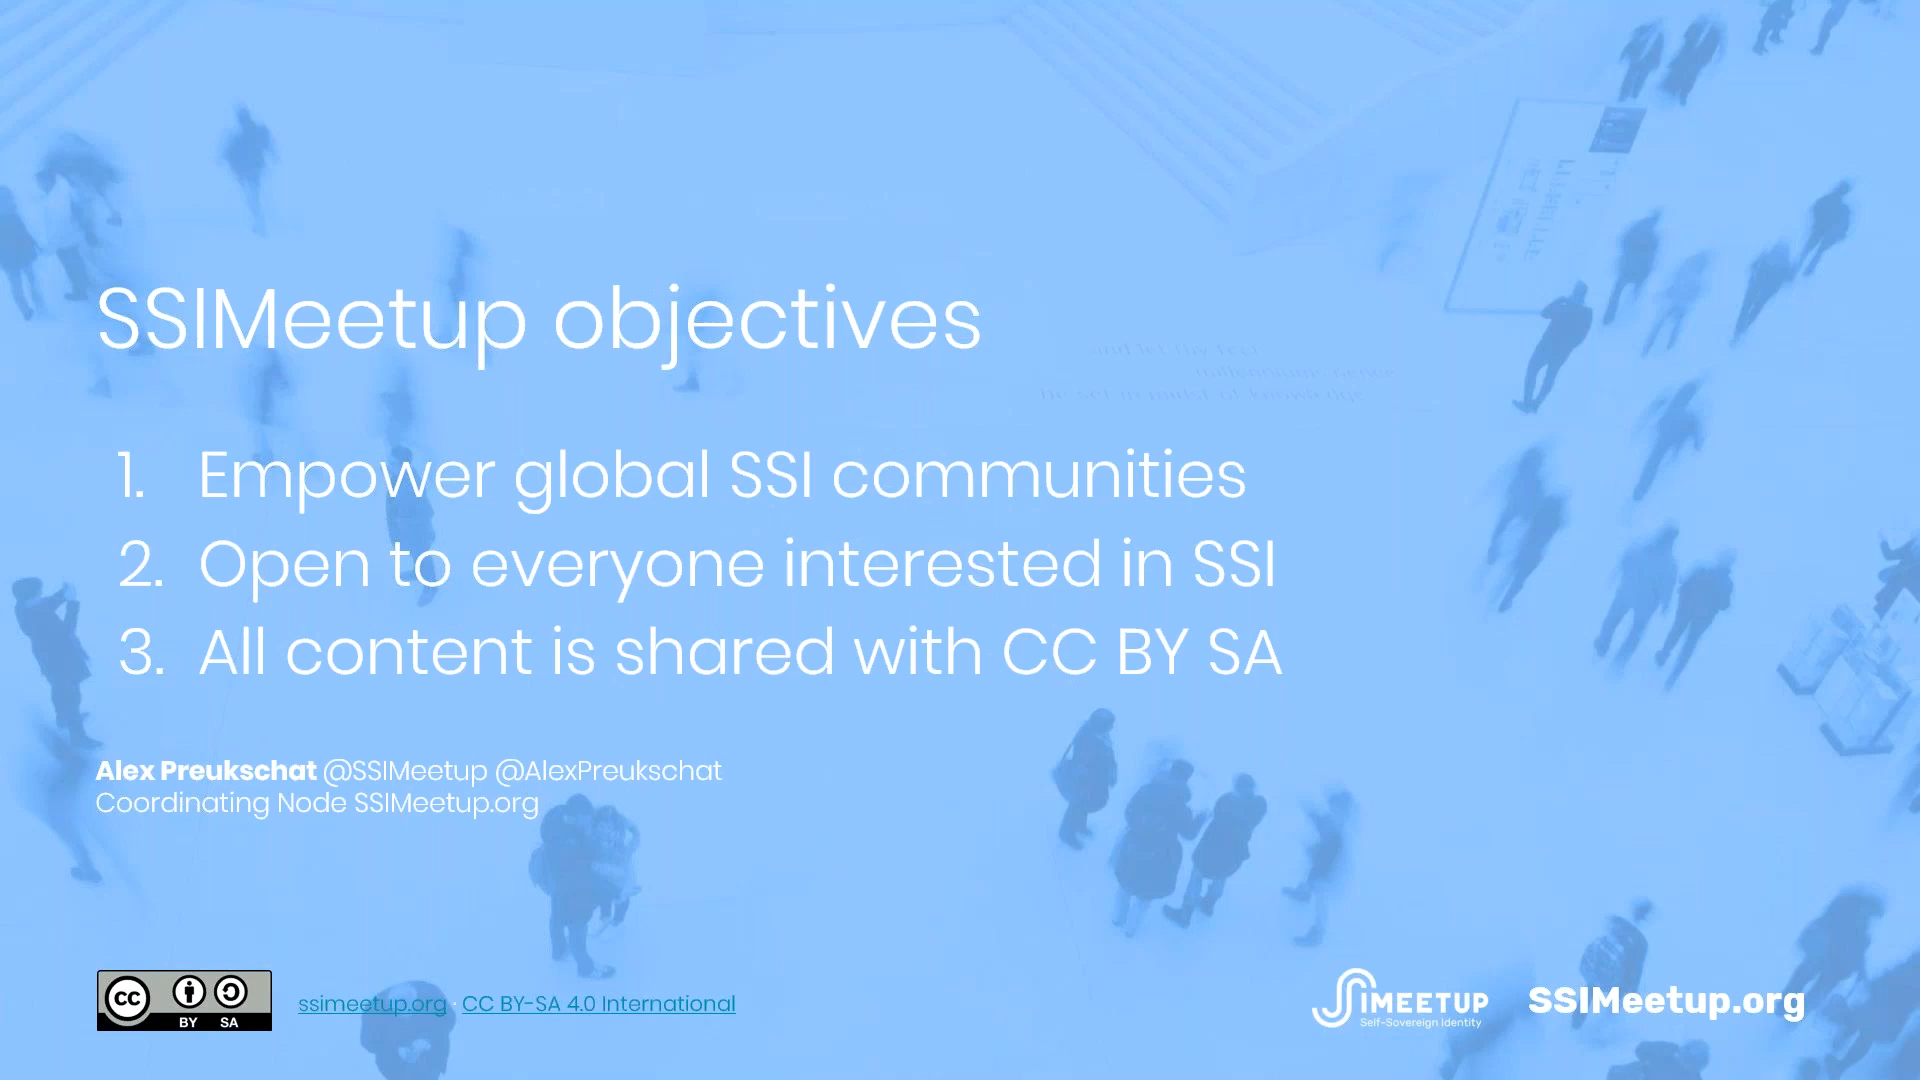 SSIMeetup objectives
1. Empower global SSI communities
2. Open to everyone interested in SSI
3. All content is shared with CC BY SA
Alex Preukschat @SSIMeetup @AlexPreukschat
Coordinating Node SSIMeetup.org
cc BY SA
ssimeetup.org · CC BY-SA 4.0 International
SSIMEETUP
Self-Sovereign Identity
SSIMeetup.org